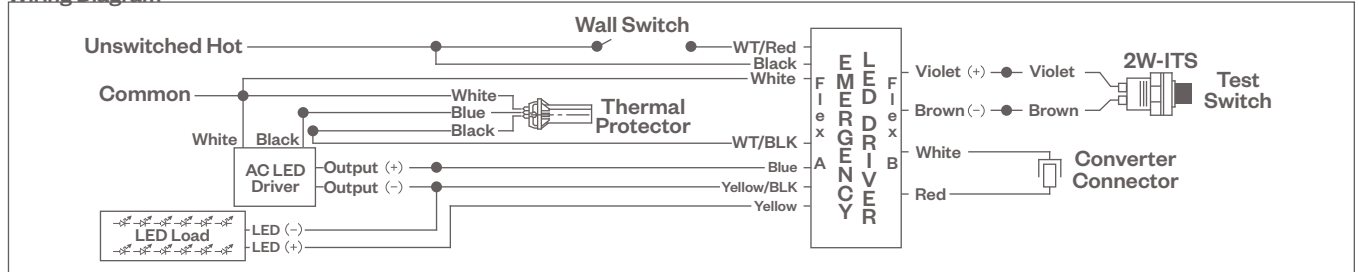 Wiring Diagram
Wall Switch
Unswitched Hot
WT/Red
Black
White
Common
White
Blue
Black
Thermal
Protector
White
Black
WT/BLK
AC LED
Driver
Output (+)
Output (−)
Blue
Yellow/BLK
Yellow
LED Load
LED (−)
LED (+)
Flex A
EMERGENCY
LED DRIVER
Flex B
Violet (+)
Violet
Brown (−)
Brown
2W-ITS
Test
Switch
White
Red
Converter
Connector